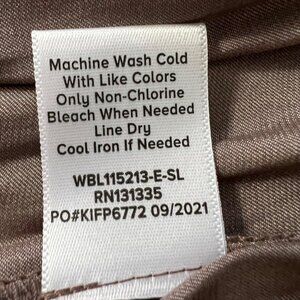 Machine Wash Cold
With Like Colors
Only Non-Chlorine
Bleach When Needed
Line Dry
Cool Iron If Needed
WBL115213-E-SL
RN131335
PO#KIFP6772 09/2021